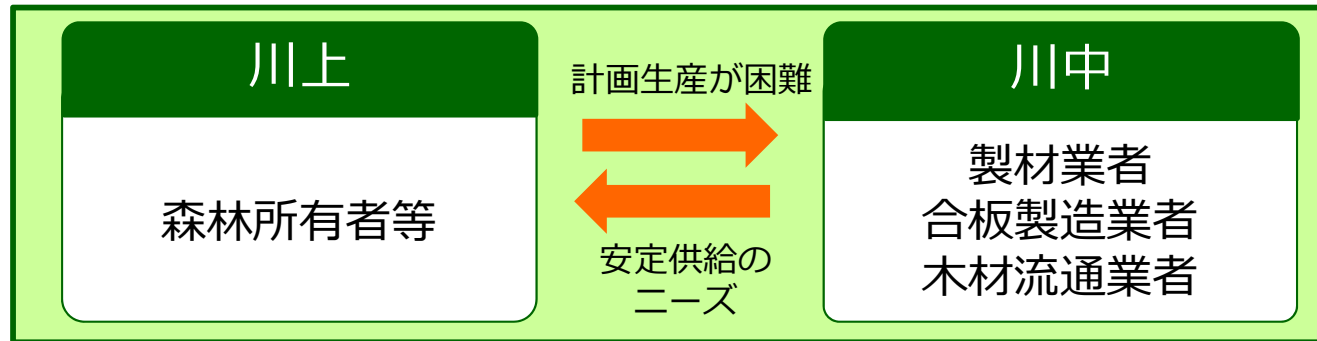 川上
森林所有者等
計画生産が困難
安定供給の
ニーズ
川中
製材業者
合板製造業者
木材流通業者